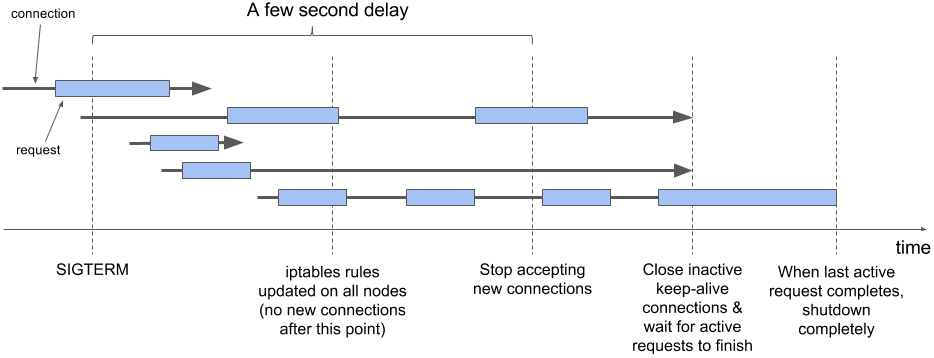 connection
A few second delay
request
time
SIGTERM
iptables rules
updated on all nodes
(no new connections
after this point)
Stop accepting
new connections
Close inactive
keep-alive
connections &
wait for active
requests to finish
When last active
request completes,
shutdown
completely